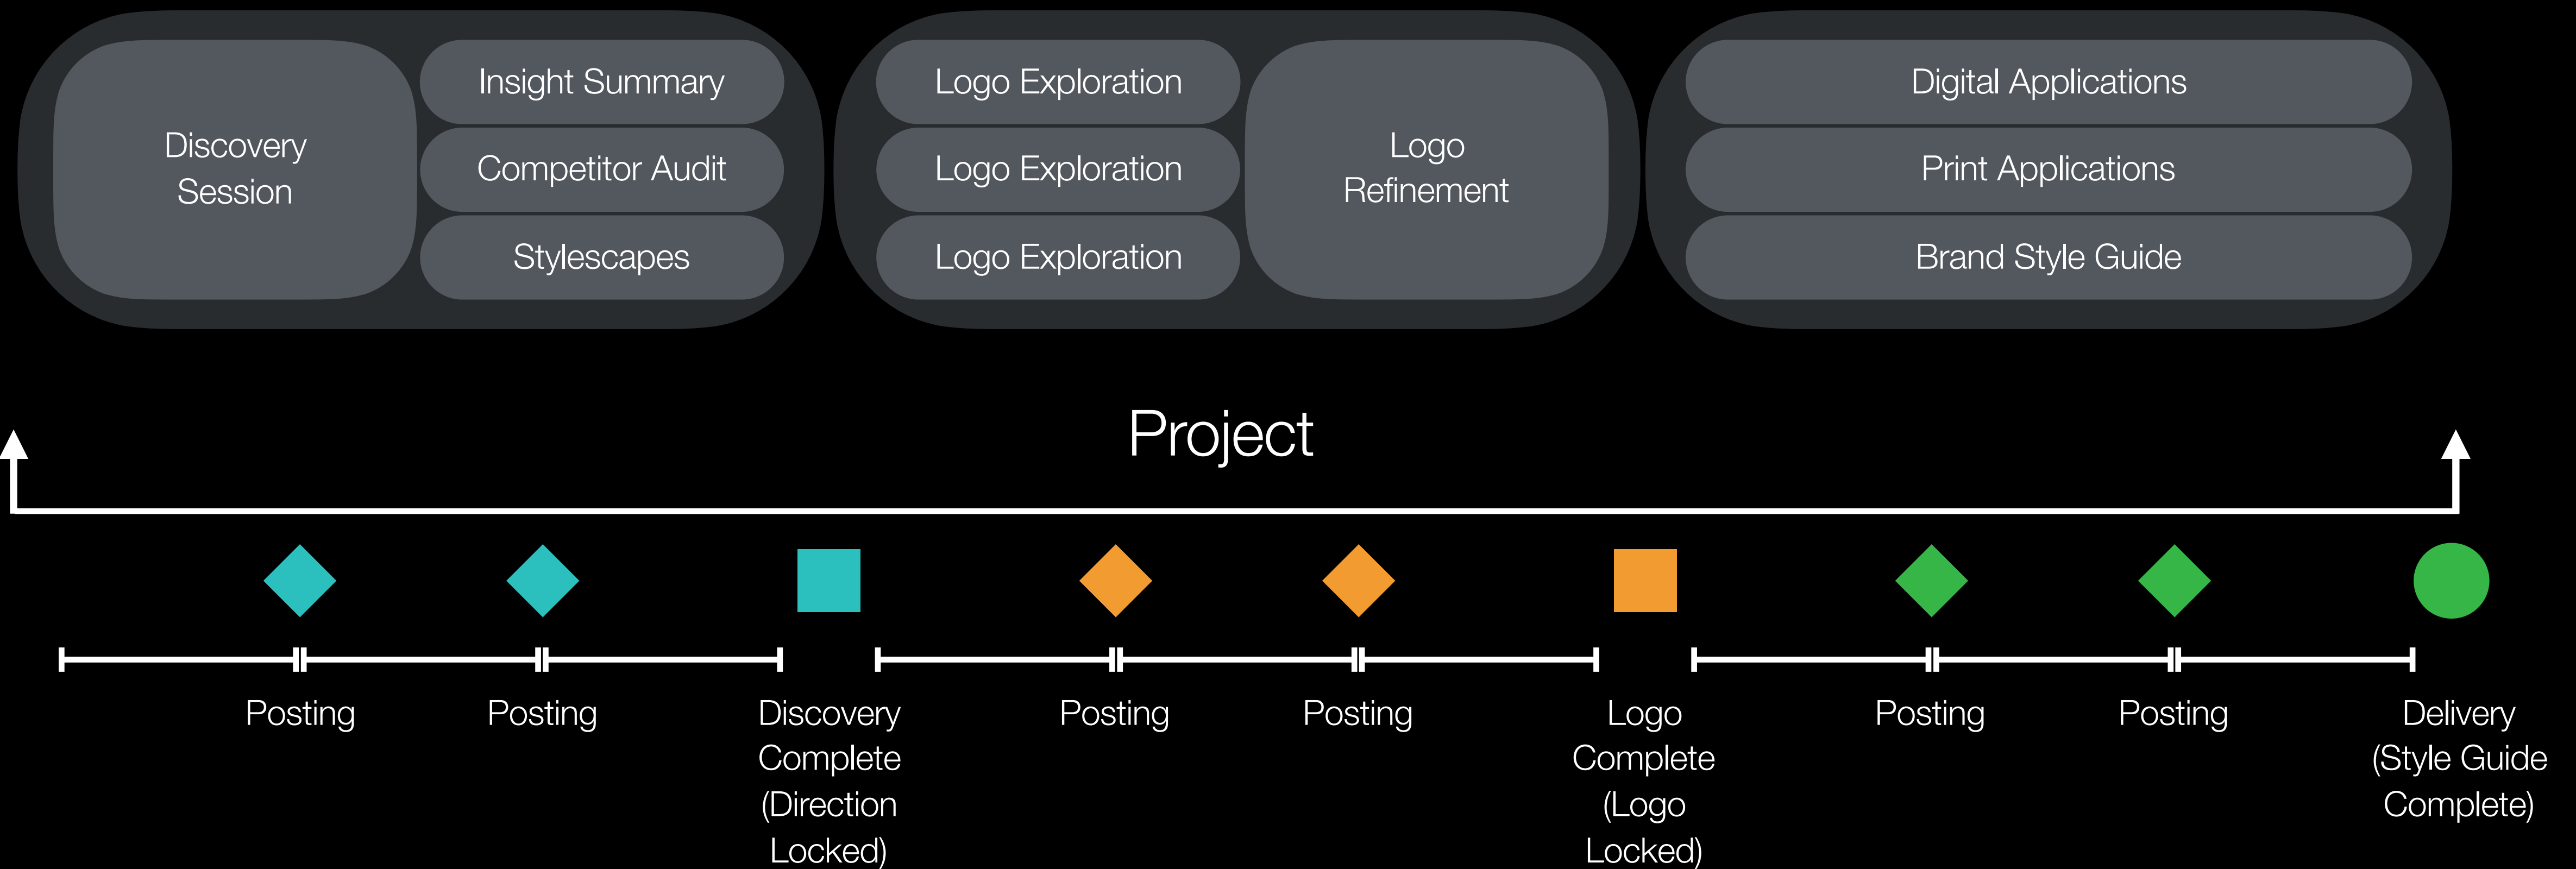 Discovery
Session
Insight Summary
Competitor Audit
Stylescapes
Logo Exploration
Logo Exploration
Logo Exploration
Logo
Refinement
Digital Applications
Print Applications
Brand Style Guide
Project
Posting
Posting
Discovery
Complete
(Direction
Locked)
Posting
Posting
Logo
Complete
(Logo
Locked)
Posting
Posting
Delivery
(Style Guide
Complete)